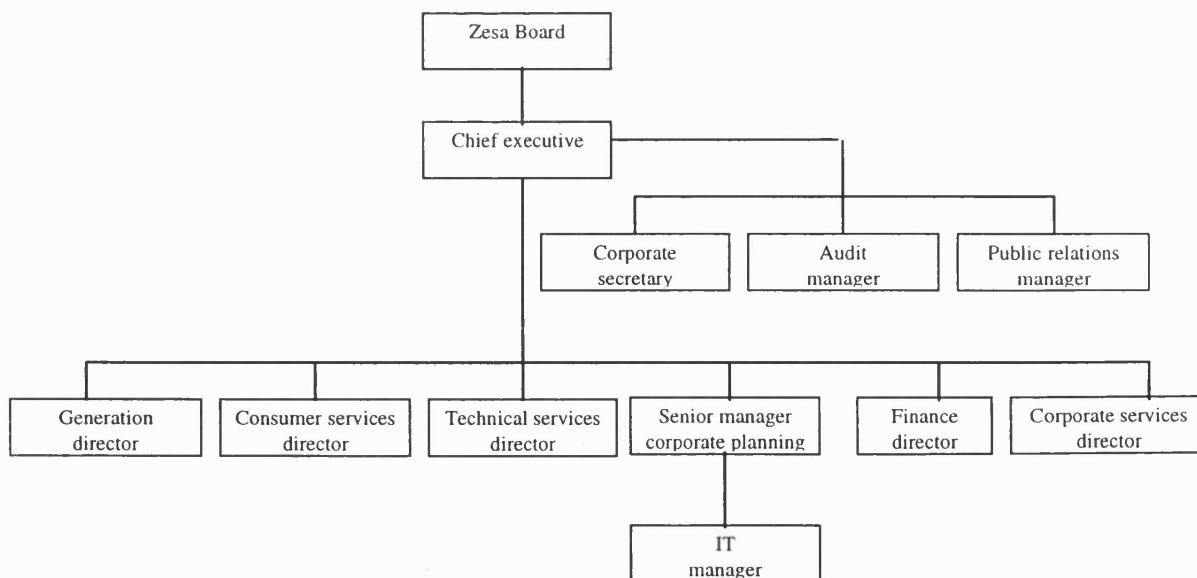 Zesa Board
Chief executive
Corporate
secretary
Audit
manager
Public relations
manager
Generation
director
Consumer services
director
Technical services
director
Senior manager
corporate planning
Finance
director
Corporate services
director
IT
manager